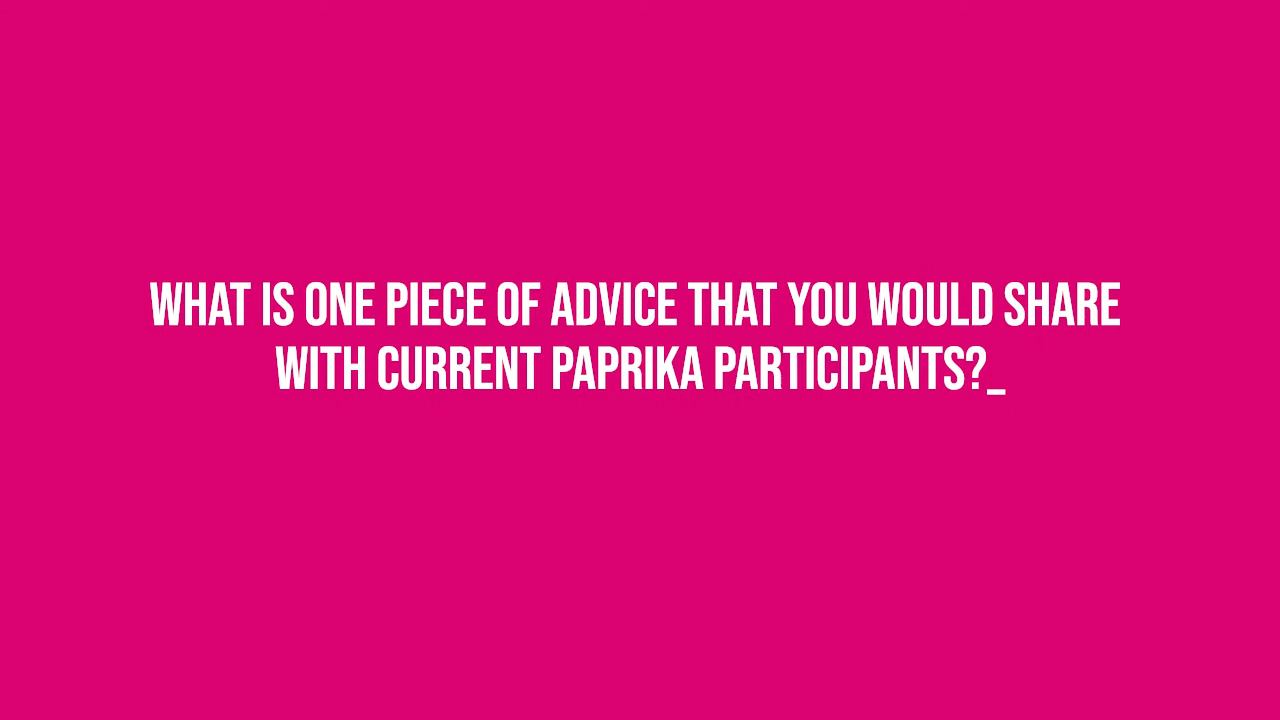 WHAT IS ONE PIECE OF ADVICE THAT YOU WOULD SHARE
WITH CURRENT PAPRIKA PARTICIPANTS?_